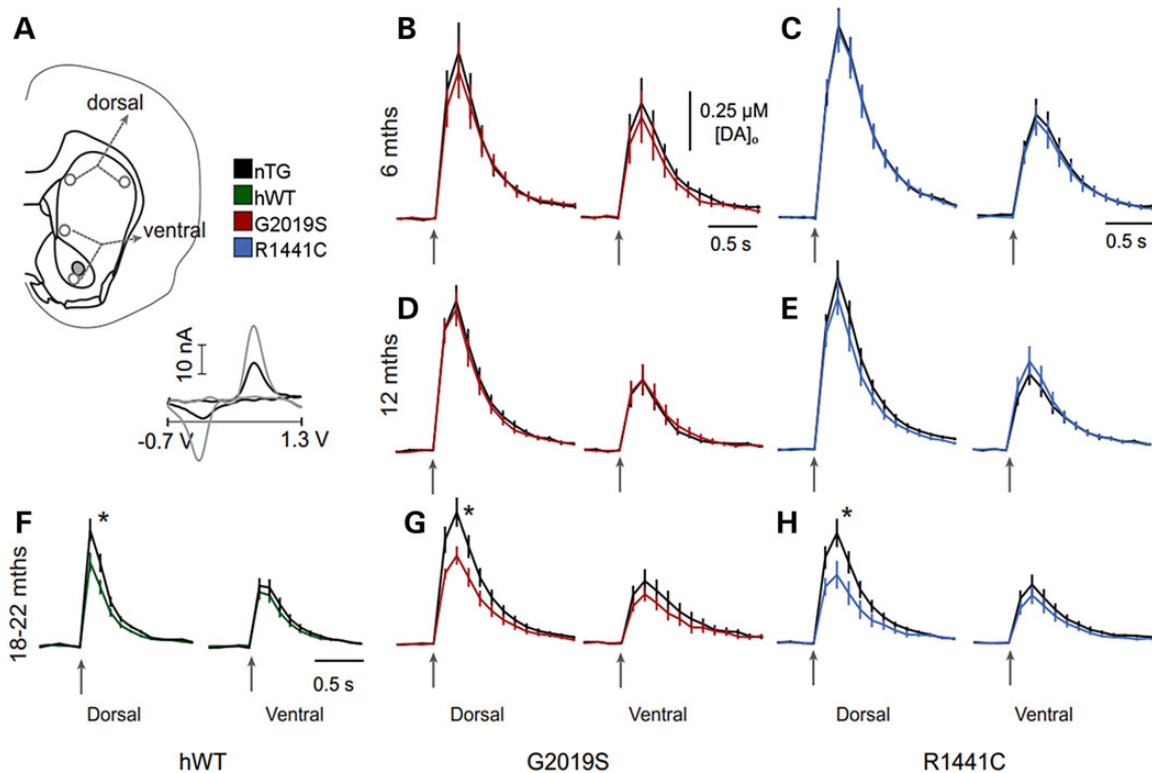 A
dorsal
ventral
nTG
hWT
G2019S
R1441C
10 nA
-0.7 V
1.3 V
B
C
6 mths
0.25 µM
[DA]ₒ
0.5 s
0.5 s
D
E
12 mths
F
G
H
18-22 mths
*
*
*
0.5 s
Dorsal
Ventral
Dorsal
Ventral
Dorsal
Ventral
hWT
G2019S
R1441C